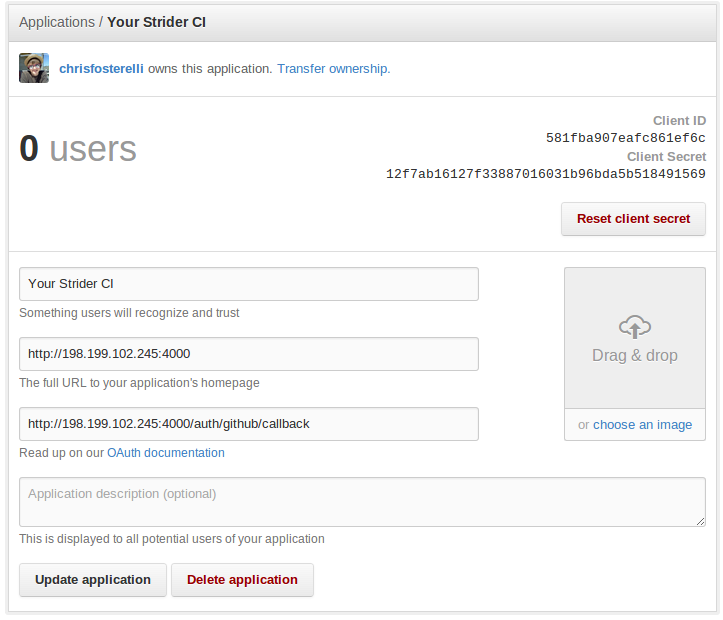 Applications / Your Strider CI
chrisfosterelli owns this application. Transfer ownership.
0 users
Client ID
581fba907eafc861ef6c
Client Secret
12f7ab16127f33887016031b96bda5b518491569
Reset client secret
Your Strider CI
Something users will recognize and trust
http://198.199.102.245:4000
The full URL to your application's homepage
http://198.199.102.245:4000/auth/github/callback
Read up on our OAuth documentation
Drag & drop
or choose an image
Application description (optional)
This is displayed to all potential users of your application
Update application
Delete application